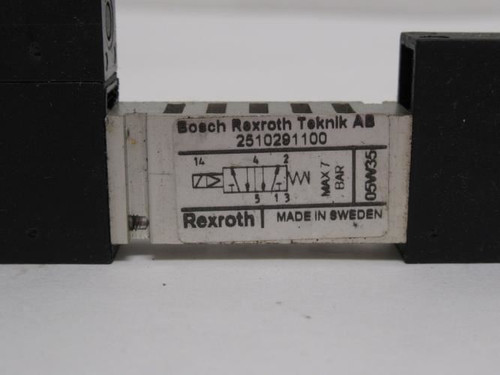 Bosch Rexroth Teknik AB
2510291100
14 4 2
5 1 3
MAX 7 BAR
05W35
Rexroth
MADE IN SWEDEN